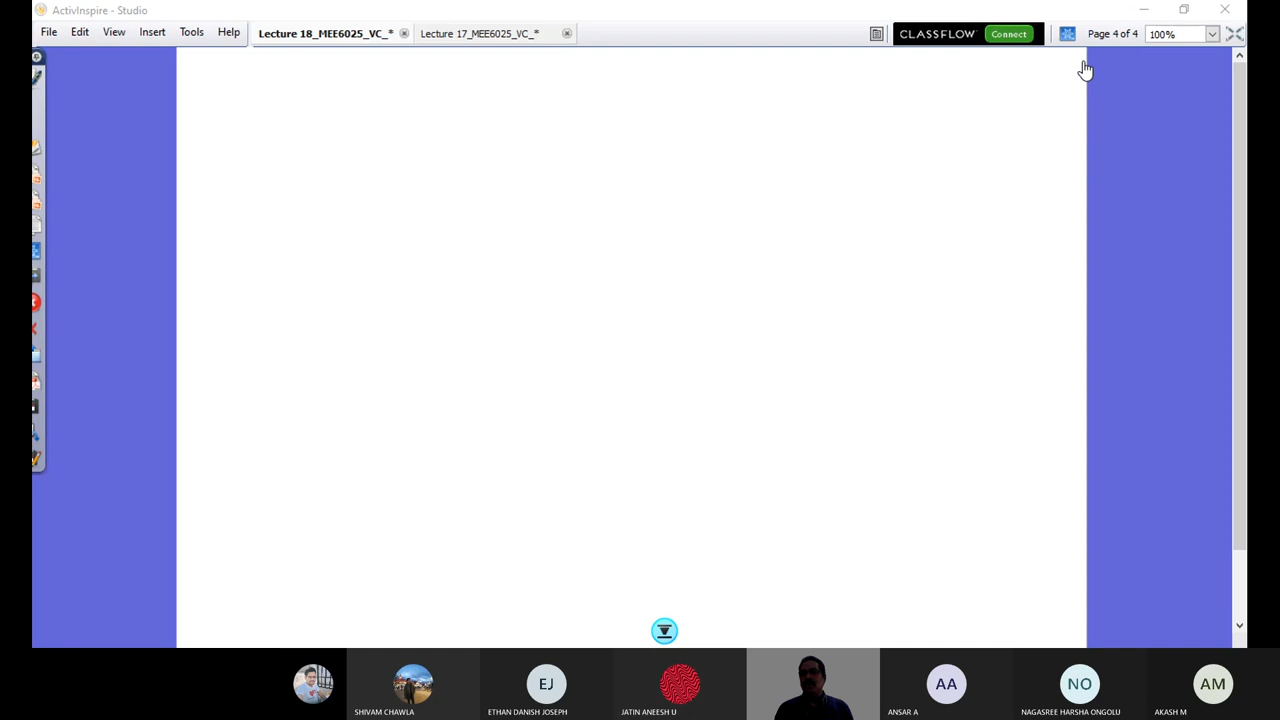 ActivInspire - Studio
File Edit View Insert Tools Help
Lecture 18_MEE6025_VC_*
Lecture 17_MEE6025_VC_*
CLASSFLOW Connect
Page 4 of 4
100%
EJ
AA
NO
AM
SHIVAM CHAWLA
ETHAN DANISH JOSEPH
JATIN ANEESH U
ANSAR A
NAGASREE HARSHA ONGOLU
AKASH M